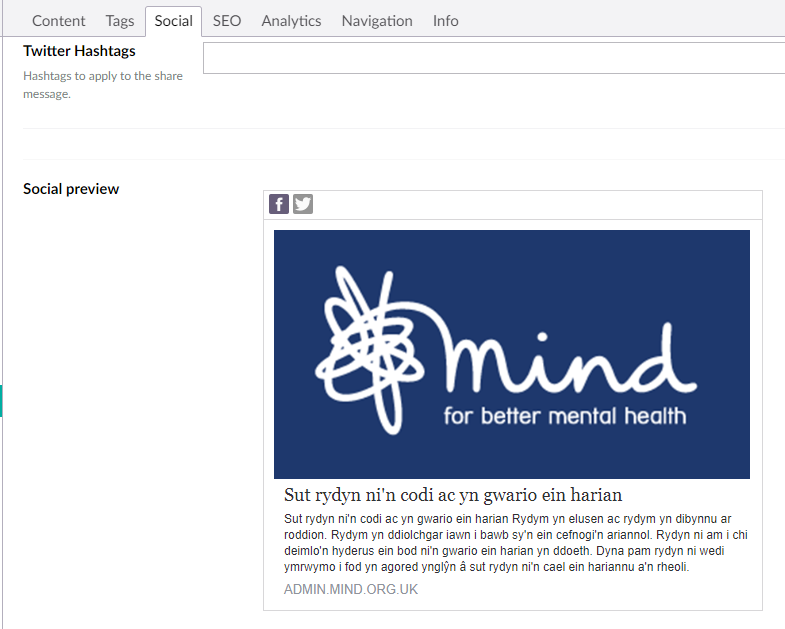 Content Tags Social SEO Analytics Navigation Info
Twitter Hashtags
Hashtags to apply to the share
message.
Social preview
mind
for better mental health
Sut rydyn ni'n codi ac yn gwario ein harian
Sut rydyn ni'n codi ac yn gwario ein harian Rydym yn elusen ac rydym yn dibynnu ar
roddion. Rydym yn ddiolchgar iawn i bawb sy'n ein cefnogi'n ariannol. Rydyn ni am i chi
deimlo'n hyderus ein bod ni'n gwario ein harian yn ddoeth. Dyna pam rydyn ni wedi
ymrwymo i fod yn agored ynglŷn â sut rydyn ni'n cael ein hariannu a'n rheoli.
ADMIN.MIND.ORG.UK